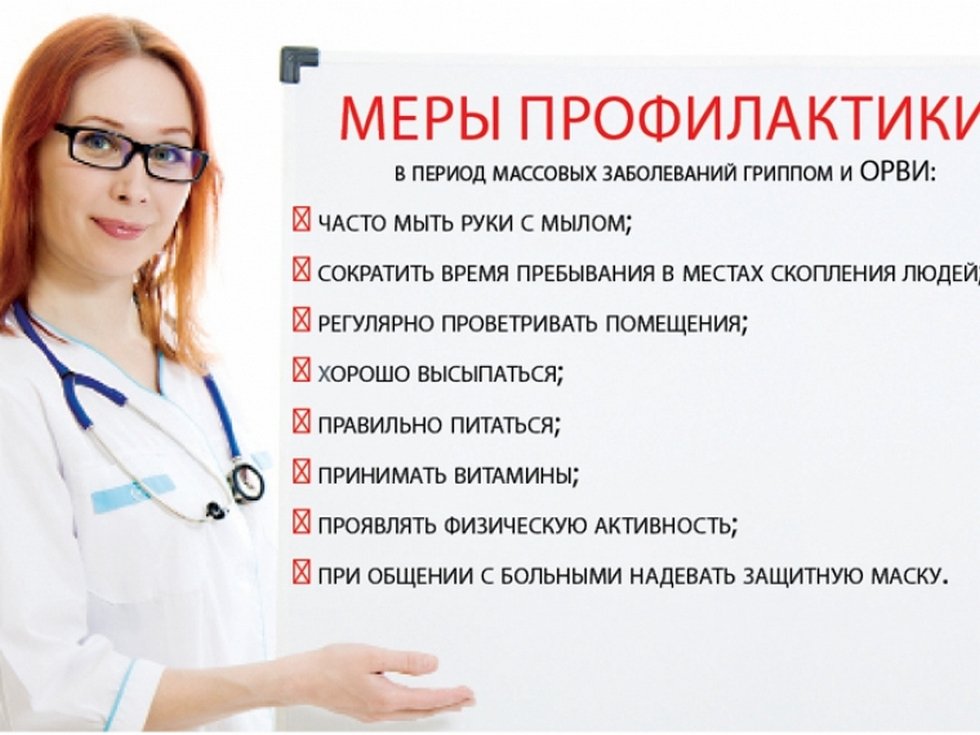 МЕРЫ ПРОФИЛАКТИКИ
В ПЕРИОД МАССОВЫХ ЗАБОЛЕВАНИЙ ГРИППОМ И ОРВИ:
ЧАСТО МЫТЬ РУКИ С МЫЛОМ;
СОКРАТИТЬ ВРЕМЯ ПРЕБЫВАНИЯ В МЕСТАХ СКОПЛЕНИЯ ЛЮДЕЙ;
РЕГУЛЯРНО ПРОВЕТРИВАТЬ ПОМЕЩЕНИЯ;
ХОРОШО ВЫСЫПАТЬСЯ;
ПРАВИЛЬНО ПИТАТЬСЯ;
ПРИНИМАТЬ ВИТАМИНЫ;
ПРОЯВЛЯТЬ ФИЗИЧЕСКУЮ АКТИВНОСТЬ;
ПРИ ОБЩЕНИИ С БОЛЬНЫМИ НАДЕВАТЬ ЗАЩИТНУЮ МАСКУ.